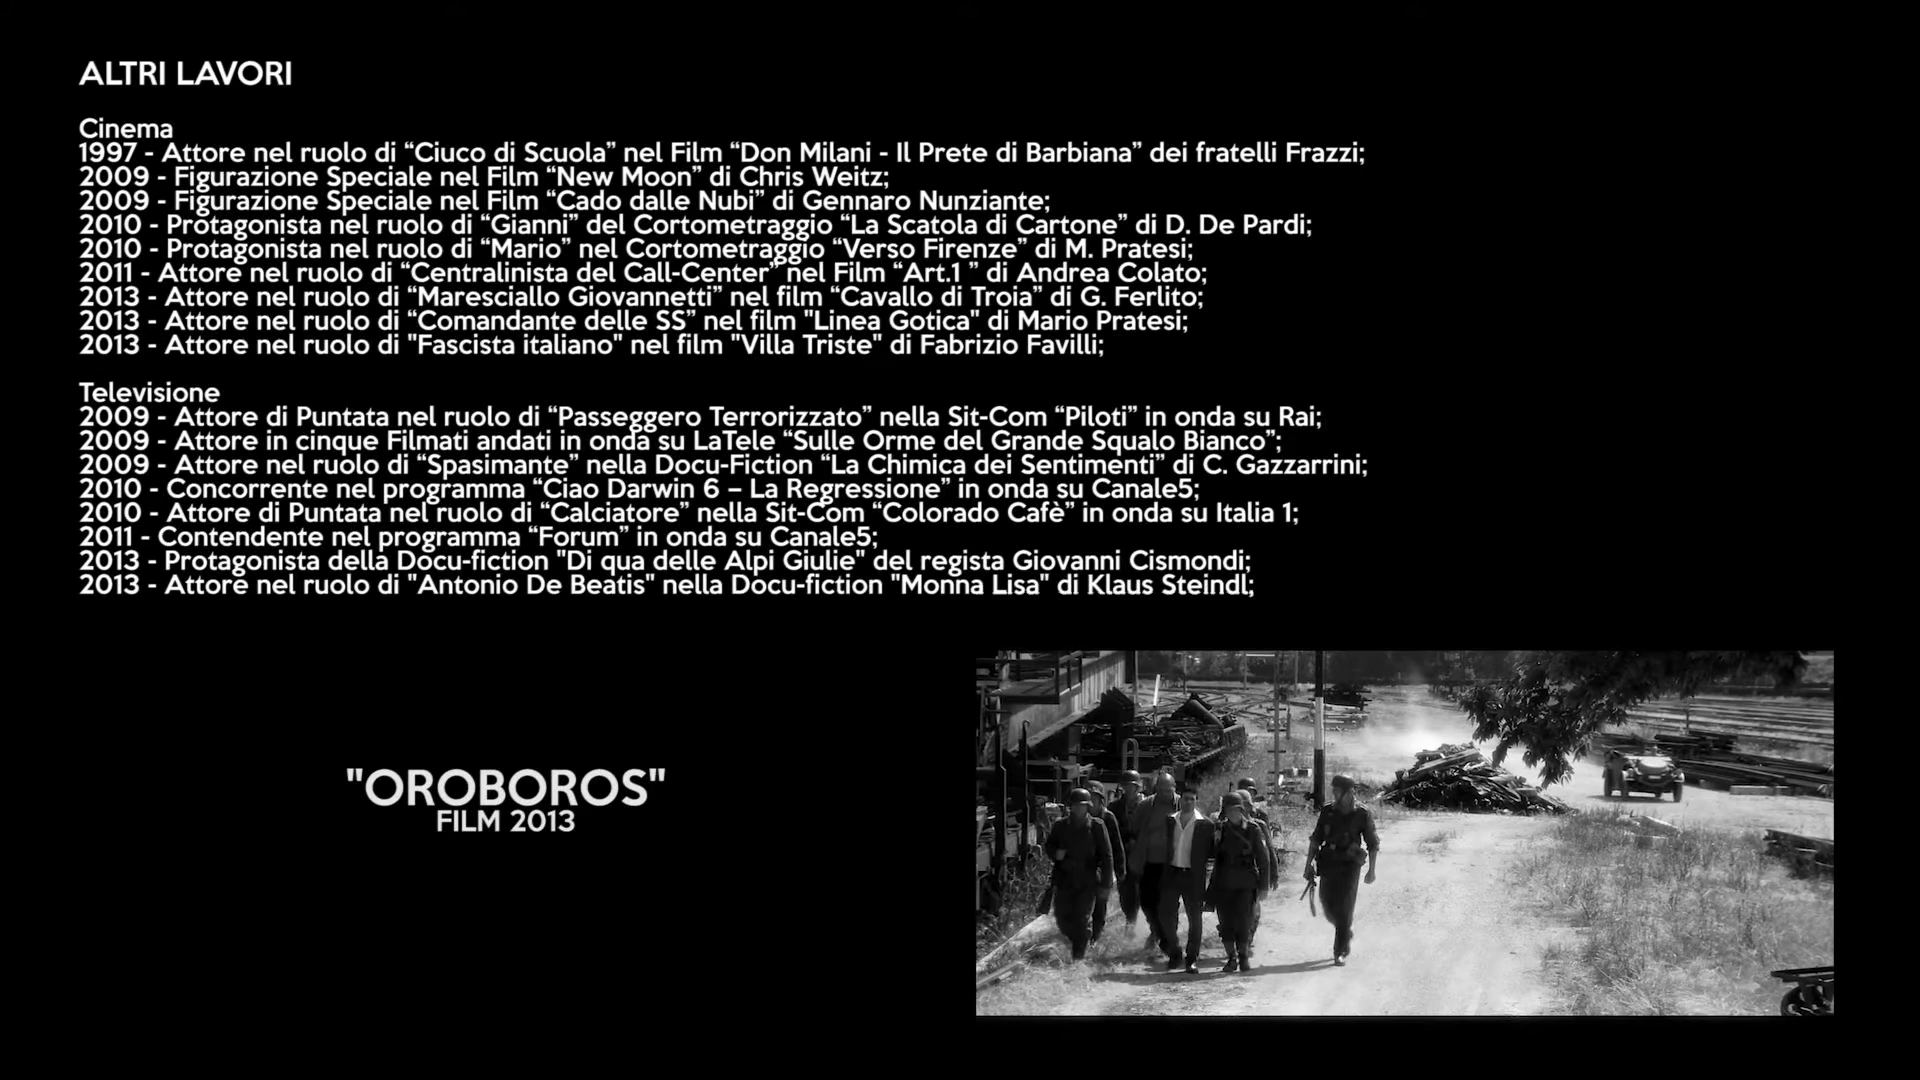 ALTRI LAVORI
Cinema
1997 - Attore nel ruolo di “Ciuco di Scuola” nel Film “Don Milani - Il Prete di Barbiana” dei fratelli Frazzi;
2009 - Figurazione Speciale nel Film “New Moon” di Chris Weitz;
2009 - Figurazione Speciale nel Film “Cado dalle Nubi” di Gennaro Nunziante;
2010 - Protagonista nel ruolo di “Gianni” del Cortometraggio “La Scatola di Cartone” di D. De Pardi;
2010 - Protagonista nel ruolo di “Mario” nel Cortometraggio “Verso Firenze” di M. Pratesi;
2011 - Attore nel ruolo di “Centralinista del Call-Center” nel Film “Art.1 ” di Andrea Colato;
2013 - Attore nel ruolo di “Maresciallo Giovannetti” nel film “Cavallo di Troia” di G. Ferlito;
2013 - Attore nel ruolo di “Comandante delle SS” nel film "Linea Gotica" di Mario Pratesi;
2013 - Attore nel ruolo di "Fascista italiano" nel film "Villa Triste" di Fabrizio Favilli;
Televisione
2009 - Attore di Puntata nel ruolo di “Passeggero Terrorizzato” nella Sit-Com “Piloti” in onda su Rai;
2009 - Attore in cinque Filmati andati in onda su LaTele “Sulle Orme del Grande Squalo Bianco”;
2009 - Attore nel ruolo di “Spasimante” nella Docu-Fiction “La Chimica dei Sentimenti” di C. Gazzarrini;
2010 - Concorrente nel programma “Ciao Darwin 6 – La Regressione” in onda su Canale5;
2010 - Attore di Puntata nel ruolo di “Calciatore” nella Sit-Com “Colorado Cafè” in onda su Italia 1;
2011 - Contendente nel programma “Forum” in onda su Canale5;
2013 - Protagonista della Docu-fiction "Di qua delle Alpi Giulie" del regista Giovanni Cismondi;
2013 - Attore nel ruolo di "Antonio De Beatis" nella Docu-fiction "Monna Lisa" di Klaus Steindl;
"OROBOROS"
FILM 2013